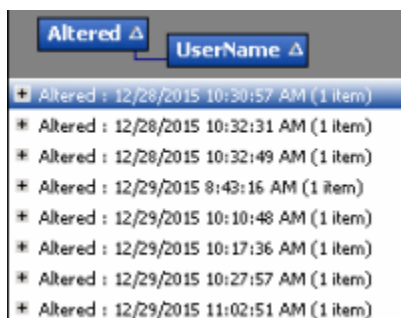 Altered
UserName
Altered : 12/28/2015 10:30:57 AM (1 item)
Altered : 12/28/2015 10:32:31 AM (1 item)
Altered : 12/28/2015 10:32:49 AM (1 item)
Altered : 12/29/2015 8:43:16 AM (1 item)
Altered : 12/29/2015 10:10:48 AM (1 item)
Altered : 12/29/2015 10:17:36 AM (1 item)
Altered : 12/29/2015 10:27:57 AM (1 item)
Altered : 12/29/2015 11:02:51 AM (1 item)